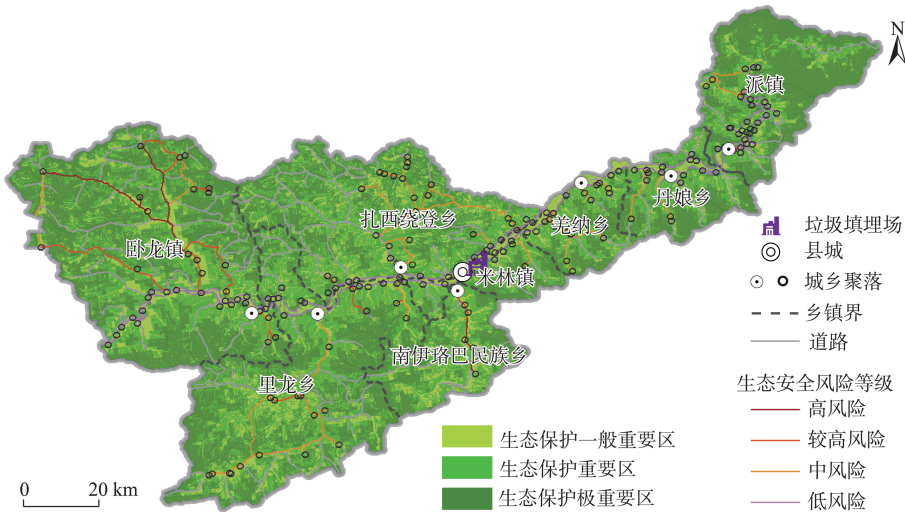 N
派镇
丹娘乡
羌纳乡
扎西绕登乡
卧龙镇
米林镇
南伊珞巴民族乡
里龙乡
垃圾填埋场
县城
城乡聚落
乡镇界
道路
生态安全风险等级
高风险
较高风险
中风险
低风险
生态保护一般重要区
生态保护重要区
生态保护极重要区
0 20 km